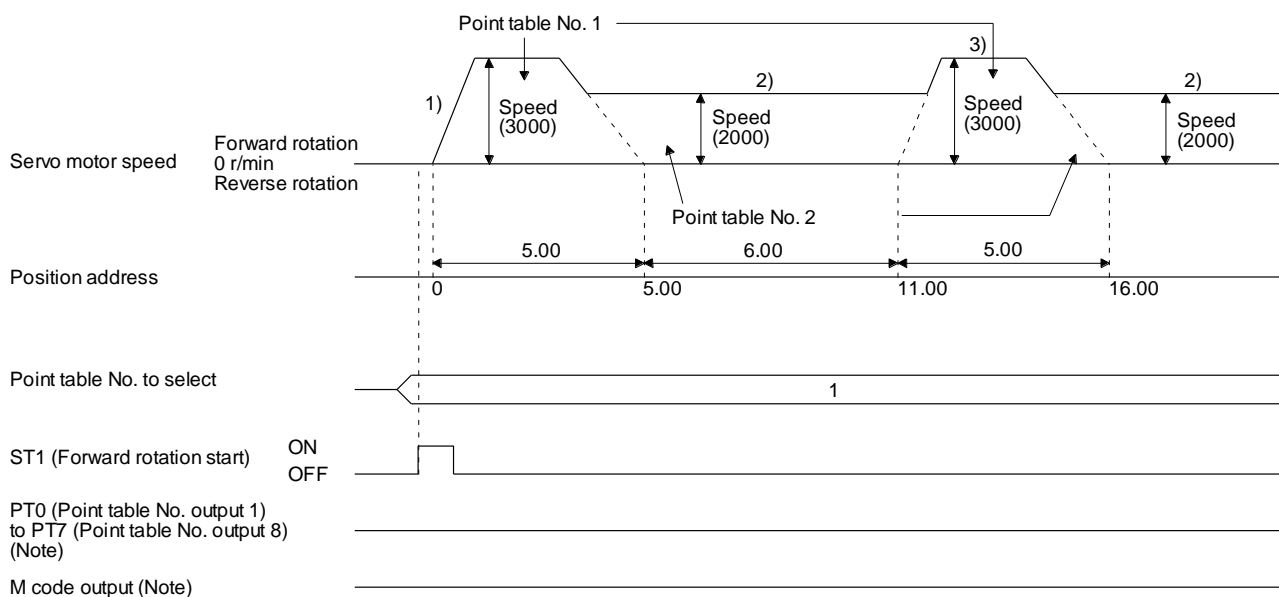 Point table No. 1
3)
2)
2)
1)
Speed
(3000)
Speed
(2000)
Speed
(3000)
Speed
(2000)
Servo motor speed
Forward rotation
0 r/min
Reverse rotation
Point table No. 2
5.00
6.00
5.00
Position address
0
5.00
11.00
16.00
Point table No. to select
1
ST1 (Forward rotation start)
ON
OFF
PT0 (Point table No. output 1)
to PT7 (Point table No. output 8)
(Note)
M code output (Note)